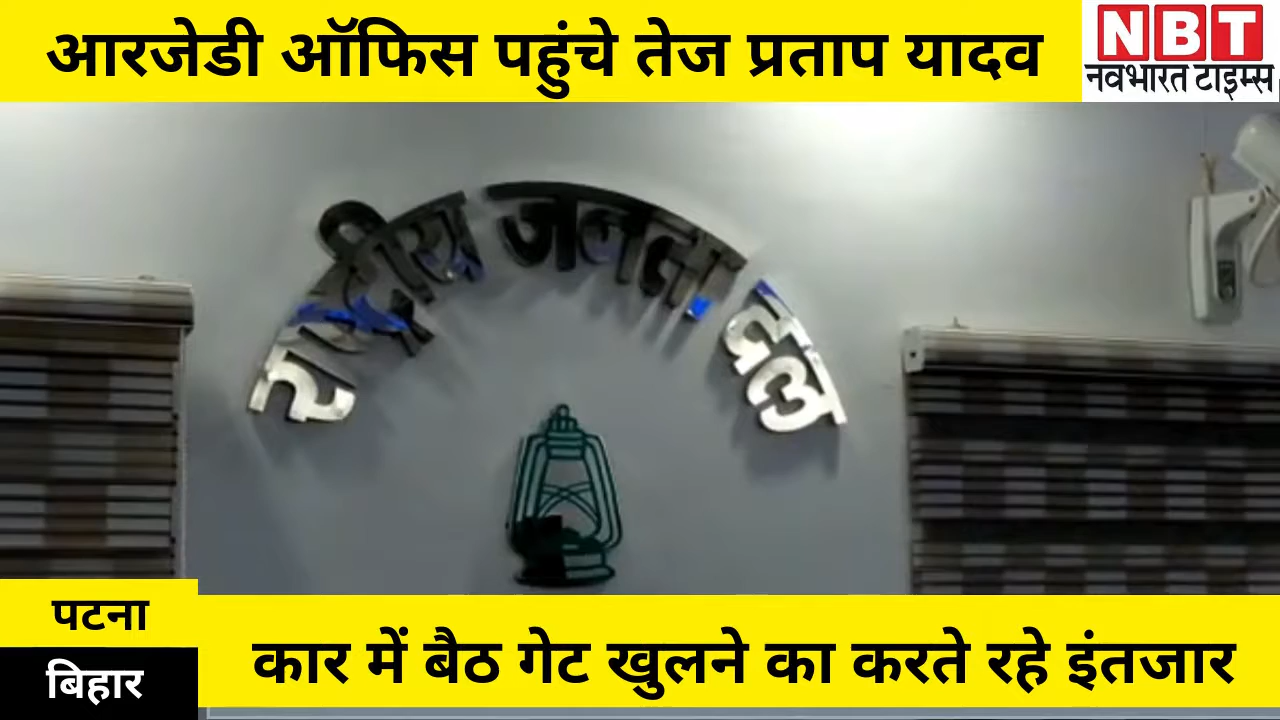 आरजेडी ऑफिस पहुंचे तेज प्रताप यादव
NBT
नवभारत टाइम्स
राष्ट्रीय जनता दल
पटना
बिहार
कार में बैठ गेट खुलने का करते रहे इंतजार